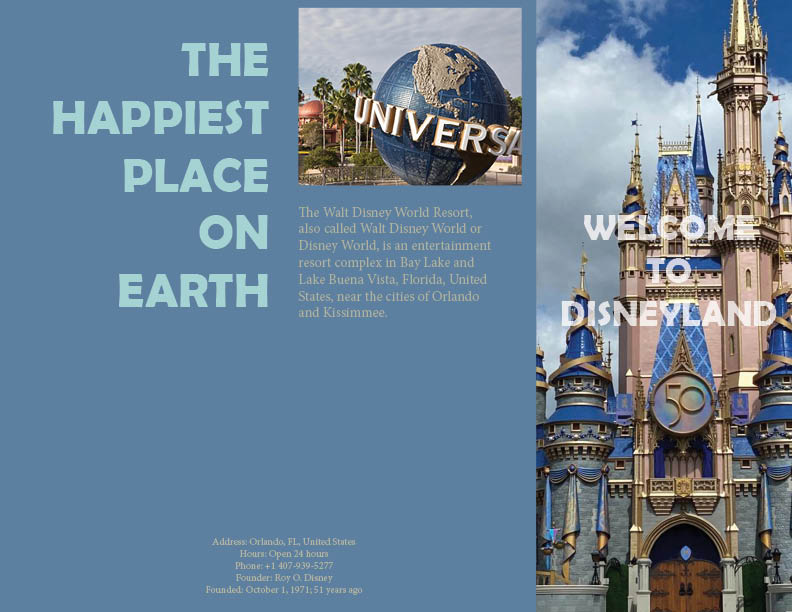 THE
HAPPIEST
PLACE
ON
EARTH
UNIVERSA
The Walt Disney World Resort,
also called Walt Disney World or
Disney World, is an entertainment
resort complex in Bay Lake and
Lake Buena Vista, Florida, United
States, near the cities of Orlando
and Kissimmee.
Address: Orlando, FL, United States
Hours: Open 24 hours
Phone: +1 407-939-5277
Founder: Roy O. Disney
Founded: October 1, 1971; 51 years ago
WELCOME
TO
DISNEYLAND
50